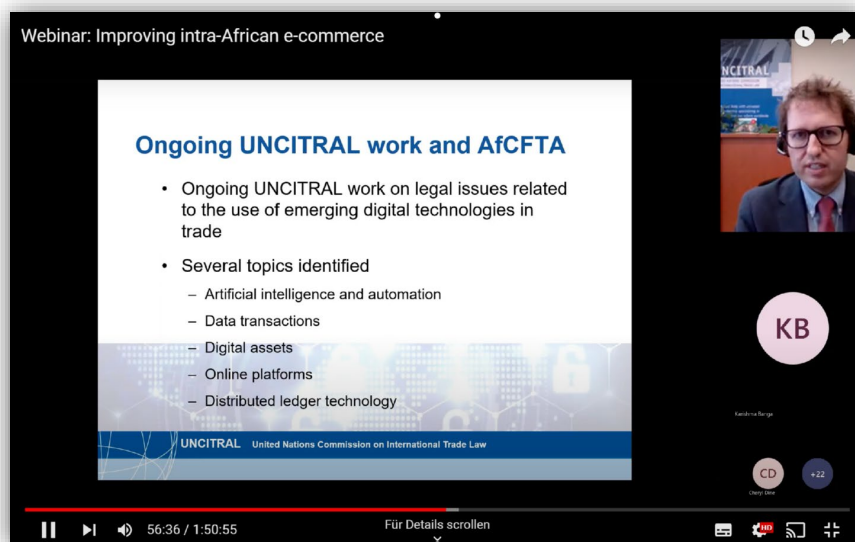 Webinar: Improving intra-African e-commerce
NCITRAL
Ongoing UNCITRAL work and AfCFTA
• Ongoing UNCITRAL work on legal issues related
to the use of emerging digital technologies in
trade
• Several topics identified
– Artificial intelligence and automation
– Data transactions
– Digital assets
– Online platforms
– Distributed ledger technology
UNCITRAL United Nations Commission on International Trade Law
KB
Karishma Banga
CD
+22
56:36 / 1:50:55
Für Details scrollen
HD